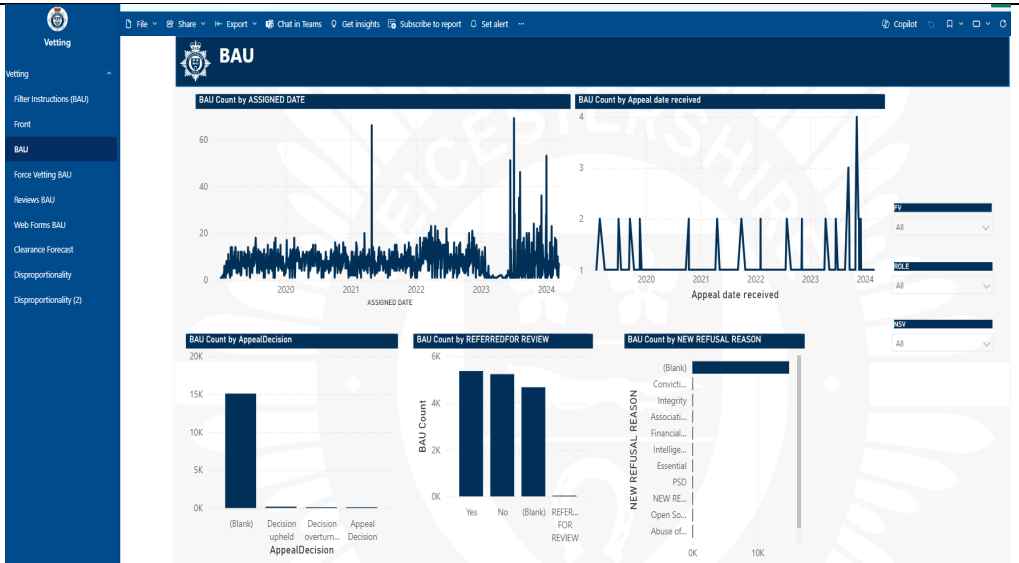 File Share Export Chat in Teams Get insights Subscribe to report Set alert ... Copilot
Vetting
Vetting
Filter Instructions (BAU)
Front
BAU
Force Vetting BAU
Reviews BAU
Web Forms BAU
Clearance Forecast
Disproportionality
Disproportionality (2)
BAU
BAU Count by ASSIGNED DATE
60
40
20
0
2020 2021 2022 2023 2024
ASSIGNED DATE
BAU Count by Appeal date received
4
3
2
1
2020 2021 2022 2023 2024
Appeal date received
FV
All
ROLE
All
NSV
All
BAU Count by AppealDecision
20K
15K
10K
5K
0K
(Blank) Decision upheld Decision overturn... Appeal Decision
AppealDecision
BAU Count by REFERREDFOR REVIEW
BAU Count
6K
4K
2K
0K
Yes No (Blank) REFER... FOR REVIEW
BAU Count by NEW REFUSAL REASON
NEW REFUSAL REASON
(Blank)
Convicti...
Integrity
Associati...
Financial...
Intellige...
Essential
PSD
NEW RE...
Open So...
Abuse of...
0K 10K
LEICESTERSHIRE